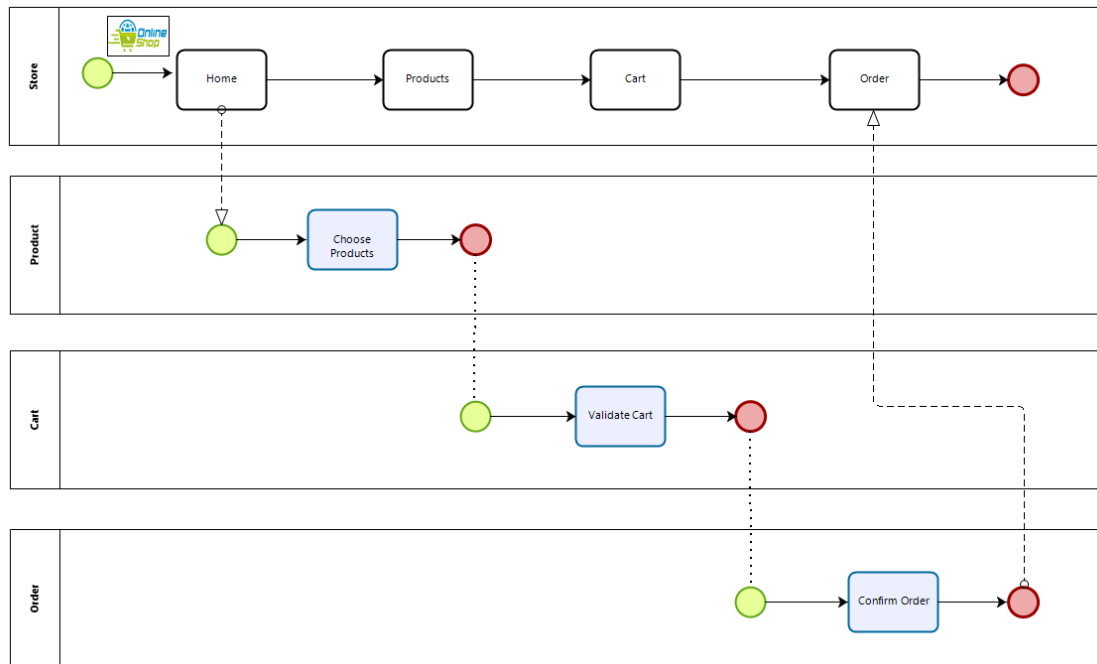 Store
Online
Shop
Home
Products
Cart
Order
Product
Choose
Products
Cart
Validate Cart
Order
Confirm Order